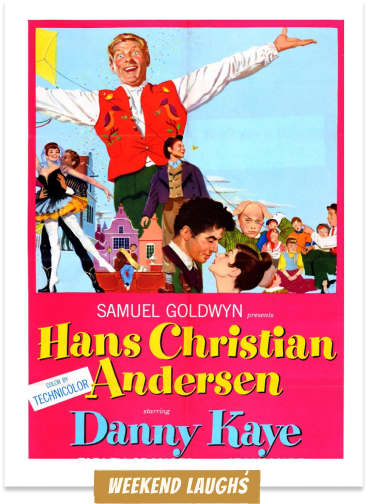 SAMUEL GOLDWYN presents
Hans Christian
Andersen
COLOR BY
TECHNICOLOR
starring
Danny Kaye
WEEKEND LAUGHS